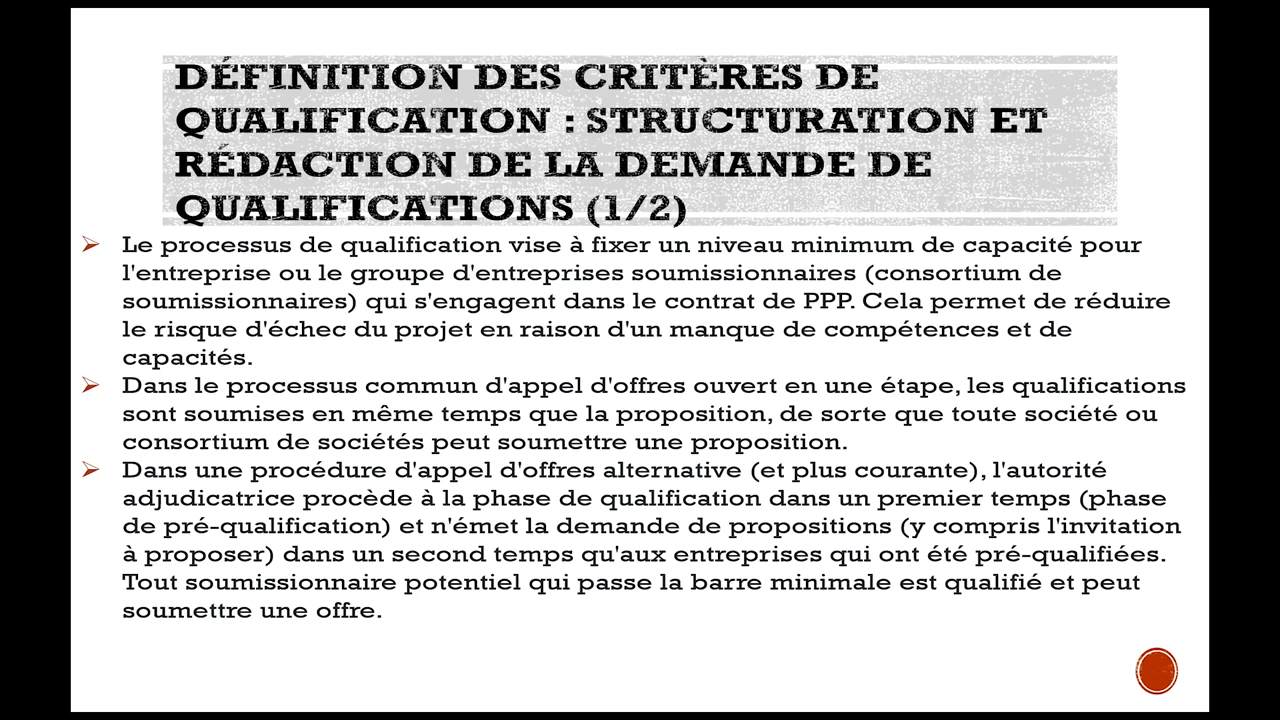 DÉFINITION DES CRITÈRES DE
QUALIFICATION : STRUCTURATION ET
RÉDACTION DE LA DEMANDE DE
QUALIFICATIONS (1/2)
Le processus de qualification vise à fixer un niveau minimum de capacité pour
l'entreprise ou le groupe d'entreprises soumissionnaires (consortium de
soumissionnaires) qui s'engagent dans le contrat de PPP. Cela permet de réduire
le risque d'échec du projet en raison d'un manque de compétences et de
capacités.
Dans le processus commun d'appel d'offres ouvert en une étape, les qualifications
sont soumises en même temps que la proposition, de sorte que toute société ou
consortium de sociétés peut soumettre une proposition.
Dans une procédure d'appel d'offres alternative (et plus courante), l'autorité
adjudicatrice procède à la phase de qualification dans un premier temps (phase
de pré-qualification) et n'émet la demande de propositions (y compris l'invitation
à proposer) dans un second temps qu'aux entreprises qui ont été pré-qualifiées.
Tout soumissionnaire potentiel qui passe la barre minimale est qualifié et peut
soumettre une offre.